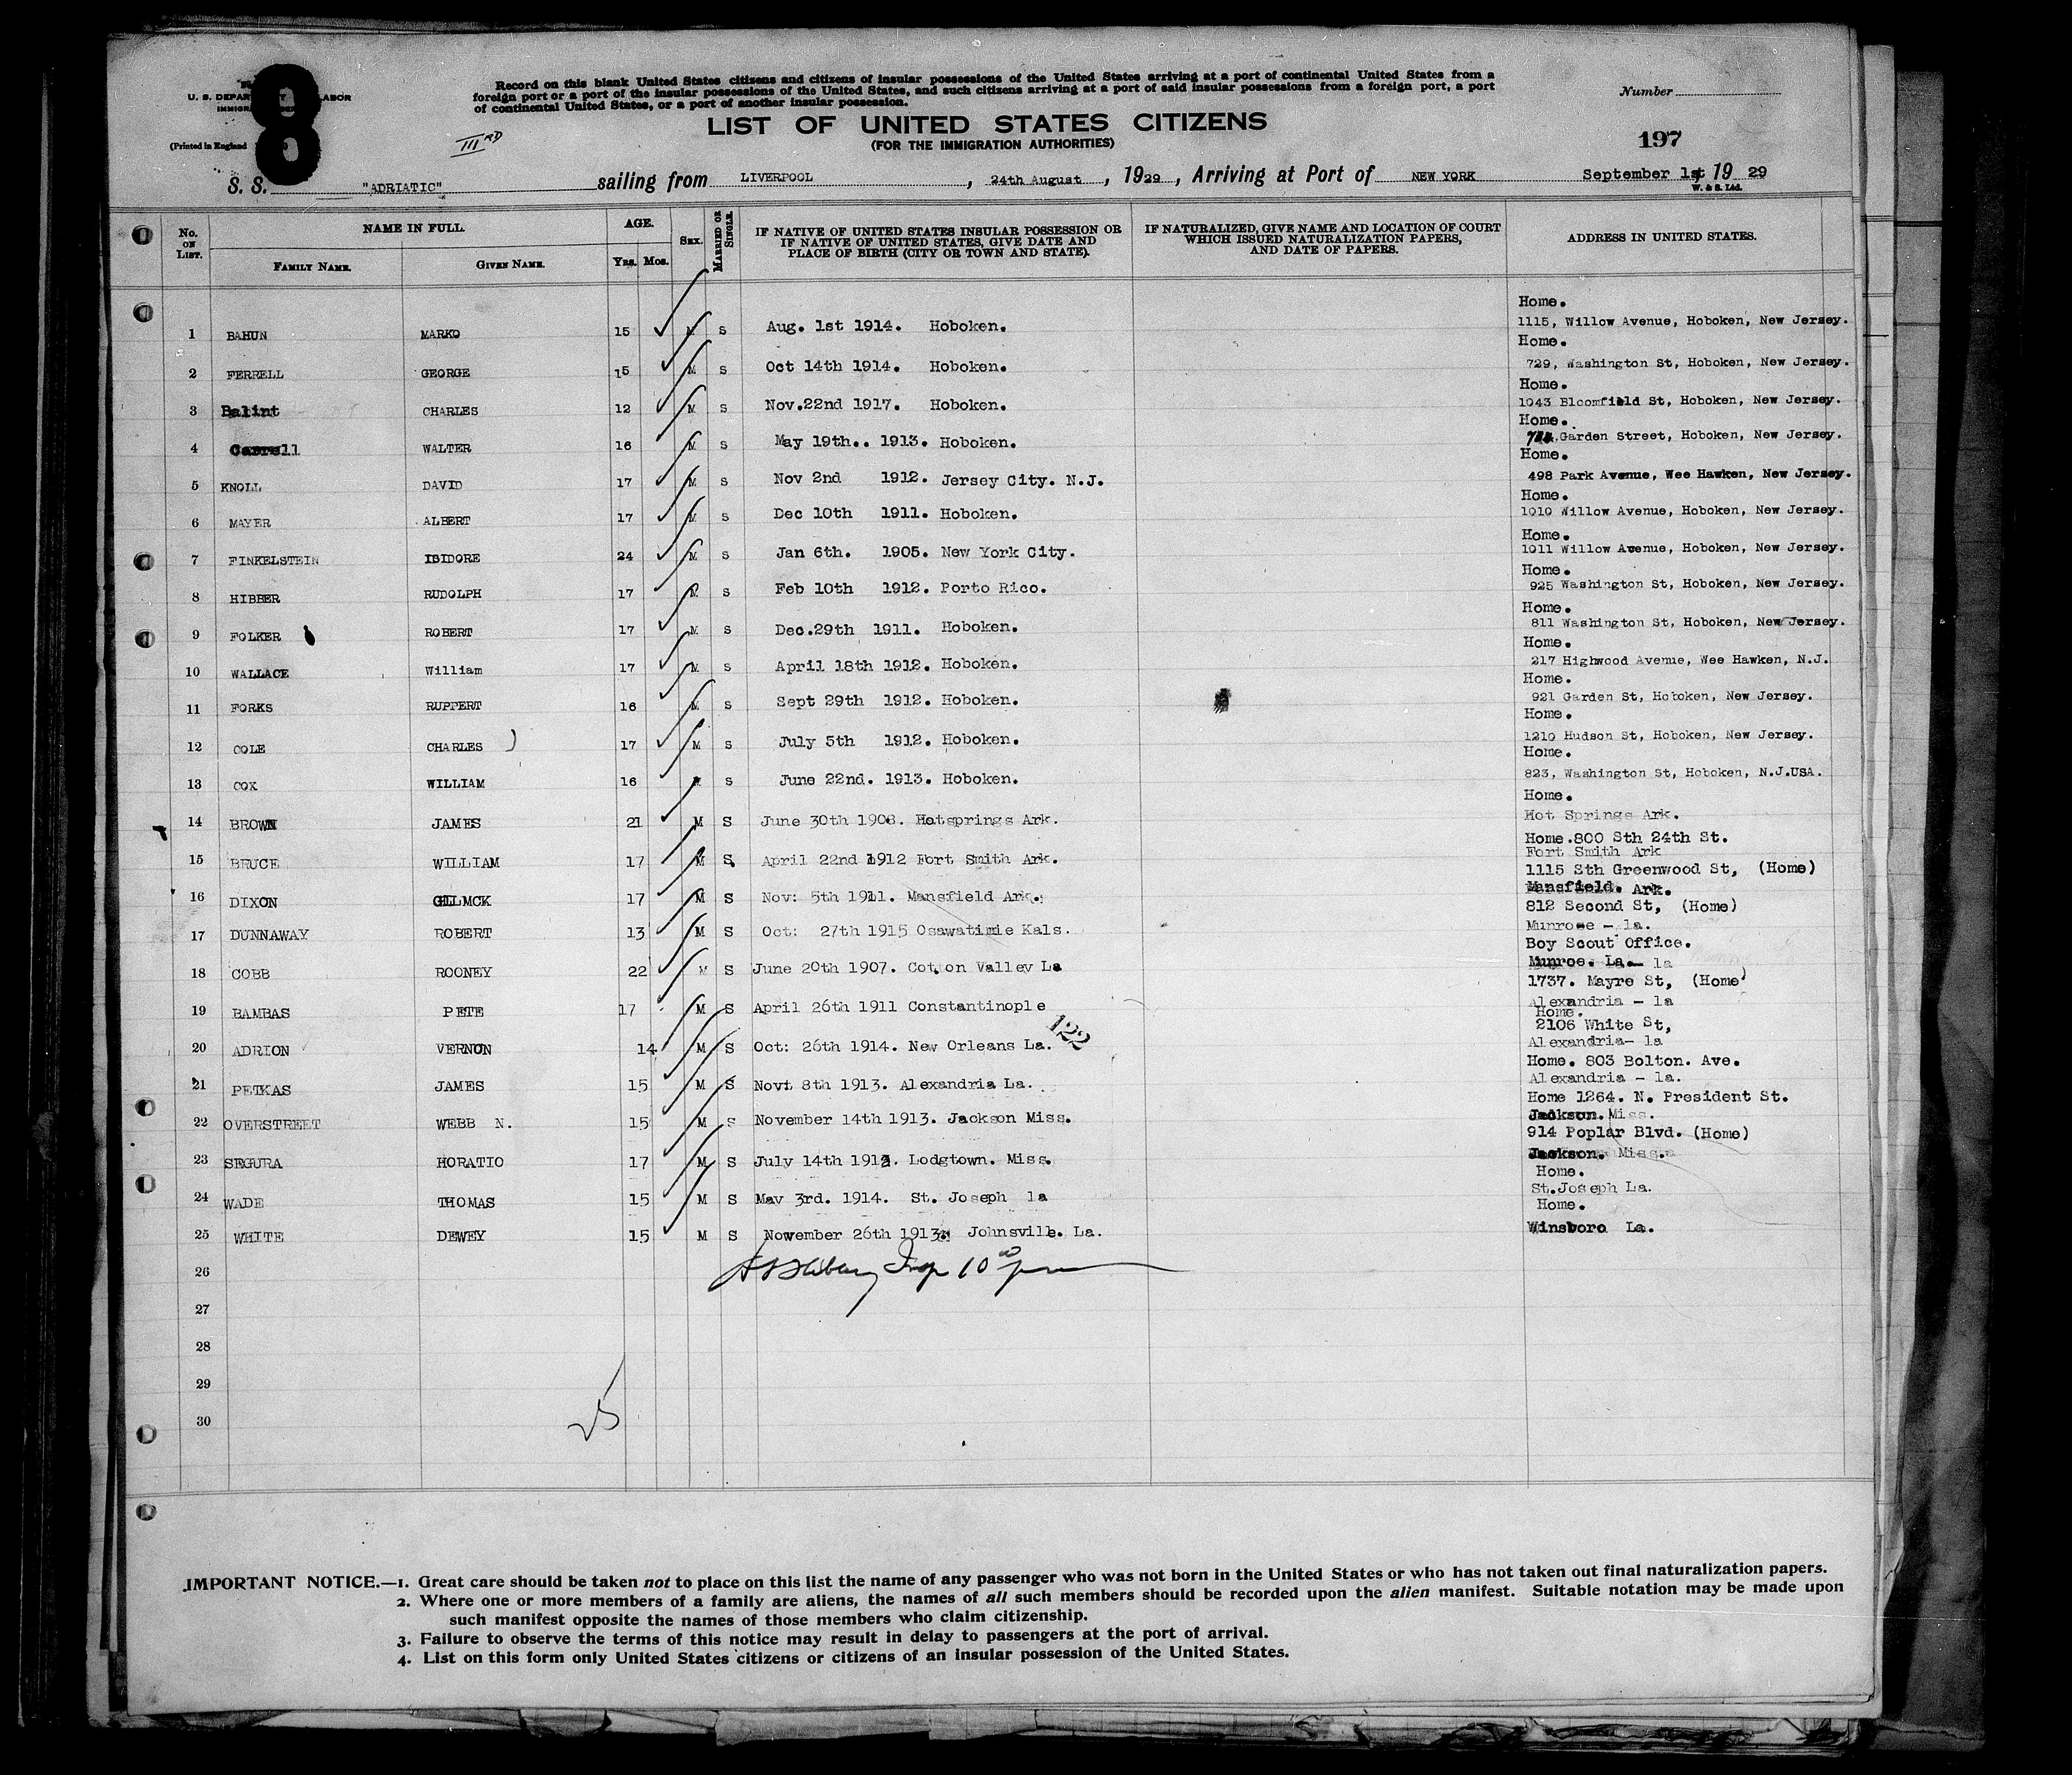 8
U. S. DEPAR LABOR
(Printed in England
Record on this blank United States citizens and citizens of insular possessions of the United States arriving at a port of continental United States from a
foreign port or a port of the insular possessions of the United States, and such citizens arriving at a port of said insular possessions from a foreign port, a port
of continental United States, or a port of another insular possession.
Number
IIIRD
LIST OF UNITED STATES CITIZENS
(FOR THE IMMIGRATION AUTHORITIES)
197
S. S. "ADRIATIC" sailing from LIVERPOOL, 24th August, 1929, Arriving at Port of NEW YORK September 1st 19 29
W. & S. Ltd.
No. ON LIST. NAME IN FULL. AGE. SEX. MARRIED OR SINGLE. IF NATIVE OF UNITED STATES INSULAR POSSESSION OR IF NATIVE OF UNITED STATES, GIVE DATE AND PLACE OF BIRTH (CITY OR TOWN AND STATE). IF NATURALIZED, GIVE NAME AND LOCATION OF COURT WHICH ISSUED NATURALIZATION PAPERS, AND DATE OF PAPERS. ADDRESS IN UNITED STATES.
FAMILY NAME. GIVEN NAME. Yrs. Mos.
Home.
1 BAHUN MARKO 15 M S Aug. 1st 1914. Hoboken. 1115, Willow Avenue, Hoboken, New Jersey.
Home.
2 FERRELL GEORGE 15 M S Oct 14th 1914. Hoboken. 729, Washington St, Hoboken, New Jersey.
Home.
3 Balint CHARLES 12 M S Nov.22nd 1917. Hoboken. 1043 Bloomfield St, Hoboken, New Jersey.
Home.
4 Carrell WALTER 16 M S May 19th.. 1913. Hoboken. Garden Street, Hoboken, New Jersey.
Home.
5 KNOLL DAVID 17 M S Nov 2nd 1912. Jersey City. N.J. 498 Park Avenue, Wee Hawken, New Jersey.
Home.
6 MAYER ALBERT 17 M S Dec 10th 1911. Hoboken. 1010 Willow Avenue, Hoboken, New Jersey.
Home.
7 FINKELSTEIN ISIDORE 24 M S Jan 6th. 1905. New York City. 1011 Willow Avenue, Hoboken, New Jersey.
Home.
8 HIBBER RUDOLPH 17 M S Feb 10th 1912. Porto Rico. 925 Washington St, Hoboken, New Jersey.
Home.
9 FOLKER ROBERT 17 M S Dec.29th 1911. Hoboken. 811 Washington St, Hoboken, New Jersey.
Home.
10 WALLACE William 17 M S April 18th 1912. Hoboken. 217 Highwood Avenue, Wee Hawken, N.J.
Home.
11 FORKS RUPPERT 16 M S Sept 29th 1912. Hoboken. 921 Garden St, Hoboken, New Jersey.
Home.
12 COLE CHARLES 17 M S July 5th 1912. Hoboken. 1210 Hudson St, Hoboken, New Jersey.
Home.
13 COX WILLIAM 16 M S June 22nd. 1913. Hoboken. 823, Washington St, Hoboken, N.J.USA.
Home.
14 BROWN JAMES 21 M S June 30th 1908. Hotsprings Ark. Hot Springs Ark.
Home.800 Sth 24th St.
15 BRUCE WILLIAM 17 M S. April 22nd 1912 Fort Smith Ark. Fort Smith Ark
1115 Sth Greenwood St, (Home)
16 DIXON GILLMCK 17 M S Nov: 5th 1911. Mansfield Ark. Mansfield. Ark.
812 Second St, (Home)
17 DUNNAWAY ROBERT 13 M S Oct: 27th 1915 Osawatimie Kals. Munroe - la.
Boy Scout Office.
18 COBB ROONEY 22 M S June 20th 1907. Cotton Valley La Munroe. La. la
1737. Mayre St, (Home)
19 BAMBAS PETE 17 M S April 26th 1911 Constantinople Alexandria - la
122
Home.
2106 White St,
20 ADRION VERNON 14 M S Oct: 26th 1914. New Orleans La. Alexandria- la
Home. 803 Bolton. Ave.
21 PETKAS JAMES 15 M S Nov: 8th 1913. Alexandria La. Alexandria - la.
Home 1264. N. President St.
22 OVERSTREET WEBB N. 15 M S November 14th 1913. Jackson Miss. Jackson. Miss.
914 Poplar Blvd. (Home)
23 SEGURA HORATIO 17 M S July 14th 1912. Lodgtown. Miss. Jackson. Miss.
Home.
24 WADE THOMAS 15 M S May 3rd. 1914. St. Joseph la St.Joseph La.
Home.
25 WHITE DEWEY 15 M S November 26th 1913. Johnsville. La. Winsboro La.
26 Insp 10 00 pm
27
28
29
30
25
IMPORTANT NOTICE.—1. Great care should be taken not to place on this list the name of any passenger who was not born in the United States or who has not taken out final naturalization papers.
2. Where one or more members of a family are aliens, the names of all such members should be recorded upon the alien manifest. Suitable notation may be made upon
such manifest opposite the names of those members who claim citizenship.
3. Failure to observe the terms of this notice may result in delay to passengers at the port of arrival.
4. List on this form only United States citizens or citizens of an insular possession of the United States.